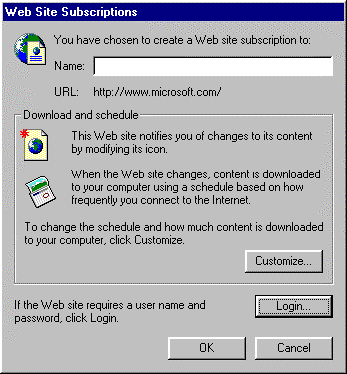 Web Site Subscriptions
You have chosen to create a Web site subscription to:
Name:
URL: http://www.microsoft.com/
Download and schedule
This Web site notifies you of changes to its content
by modifying its icon.
When the Web site changes, content is downloaded
to your computer using a schedule based on how
frequently you connect to the Internet.
To change the schedule and how much content is downloaded
to your computer, click Customize.
Customize...
If the Web site requires a user name and
password, click Login.
Login...
OK
Cancel